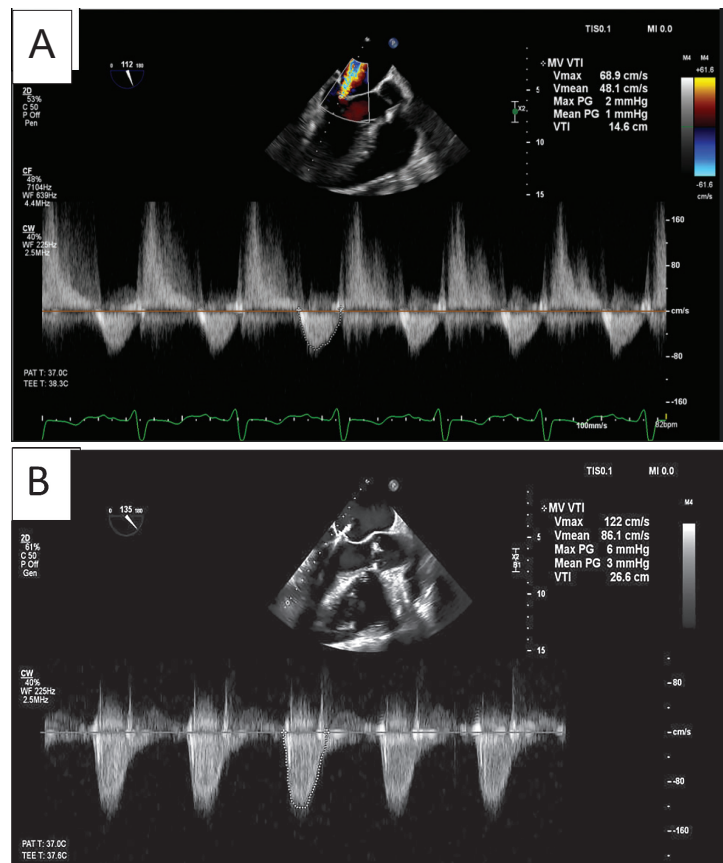 A
TIS0.1 MI 0.0
0 112 180
2D
53%
C 50
P Off
Pen
CF
48%
7104Hz
WF 639Hz
4.4MHz
CW
40%
WF 225Hz
2.5MHz
MV VTI
Vmax 68.9 cm/s
Vmean 48.1 cm/s
Max PG 2 mmHg
Mean PG 1 mmHg
VTI 14.6 cm
M4 M4
+61.6
-61.6
cm/s
5
X2
10
15
160
80
cm/s
-80
-160
PAT T: 37.0C
TEE T: 38.3C
100mm/s
B
TIS0.1 MI 0.0
0 135 180
2D
61%
C 50
P Off
Gen
CW
40%
WF 225Hz
2.5MHz
MV VTI
Vmax 122 cm/s
Vmean 86.1 cm/s
Max PG 6 mmHg
Mean PG 3 mmHg
VTI 26.6 cm
M4
5
10
15
80
cm/s
-80
-160
PAT T: 37.0C
TEE T: 37.6C